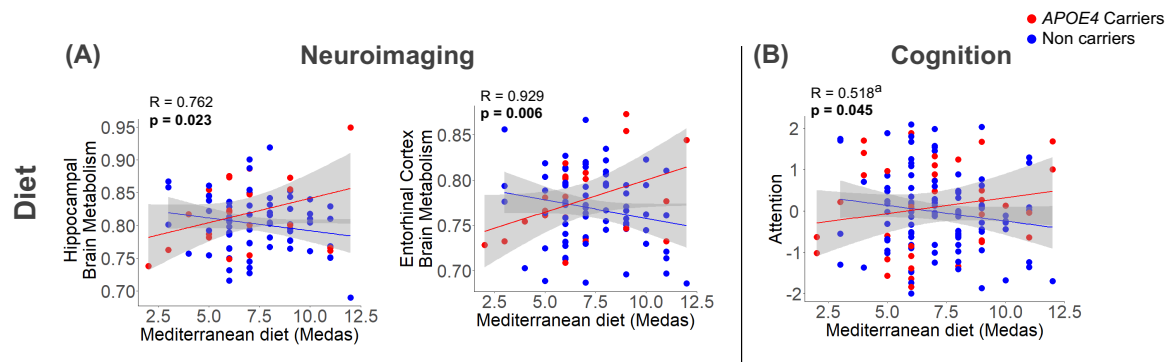 APOE4 Carriers
Non carriers
(A)
Neuroimaging
(B)
Cognition
Diet
R = 0.762
p = 0.023
Hippocampal
Brain Metabolism
0.95
0.90
0.85
0.80
0.75
0.70
2.5 5.0 7.5 10.0 12.5
Mediterranean diet (Medas)
R = 0.929
p = 0.006
Entorhinal Cortex
Brain Metabolism
0.85
0.80
0.75
0.70
2.5 5.0 7.5 10.0 12.5
Mediterranean diet (Medas)
R = 0.518a
p = 0.045
Attention
2
1
0
-1
-2
2.5 5.0 7.5 10.0 12.5
Mediterranean diet (Medas)